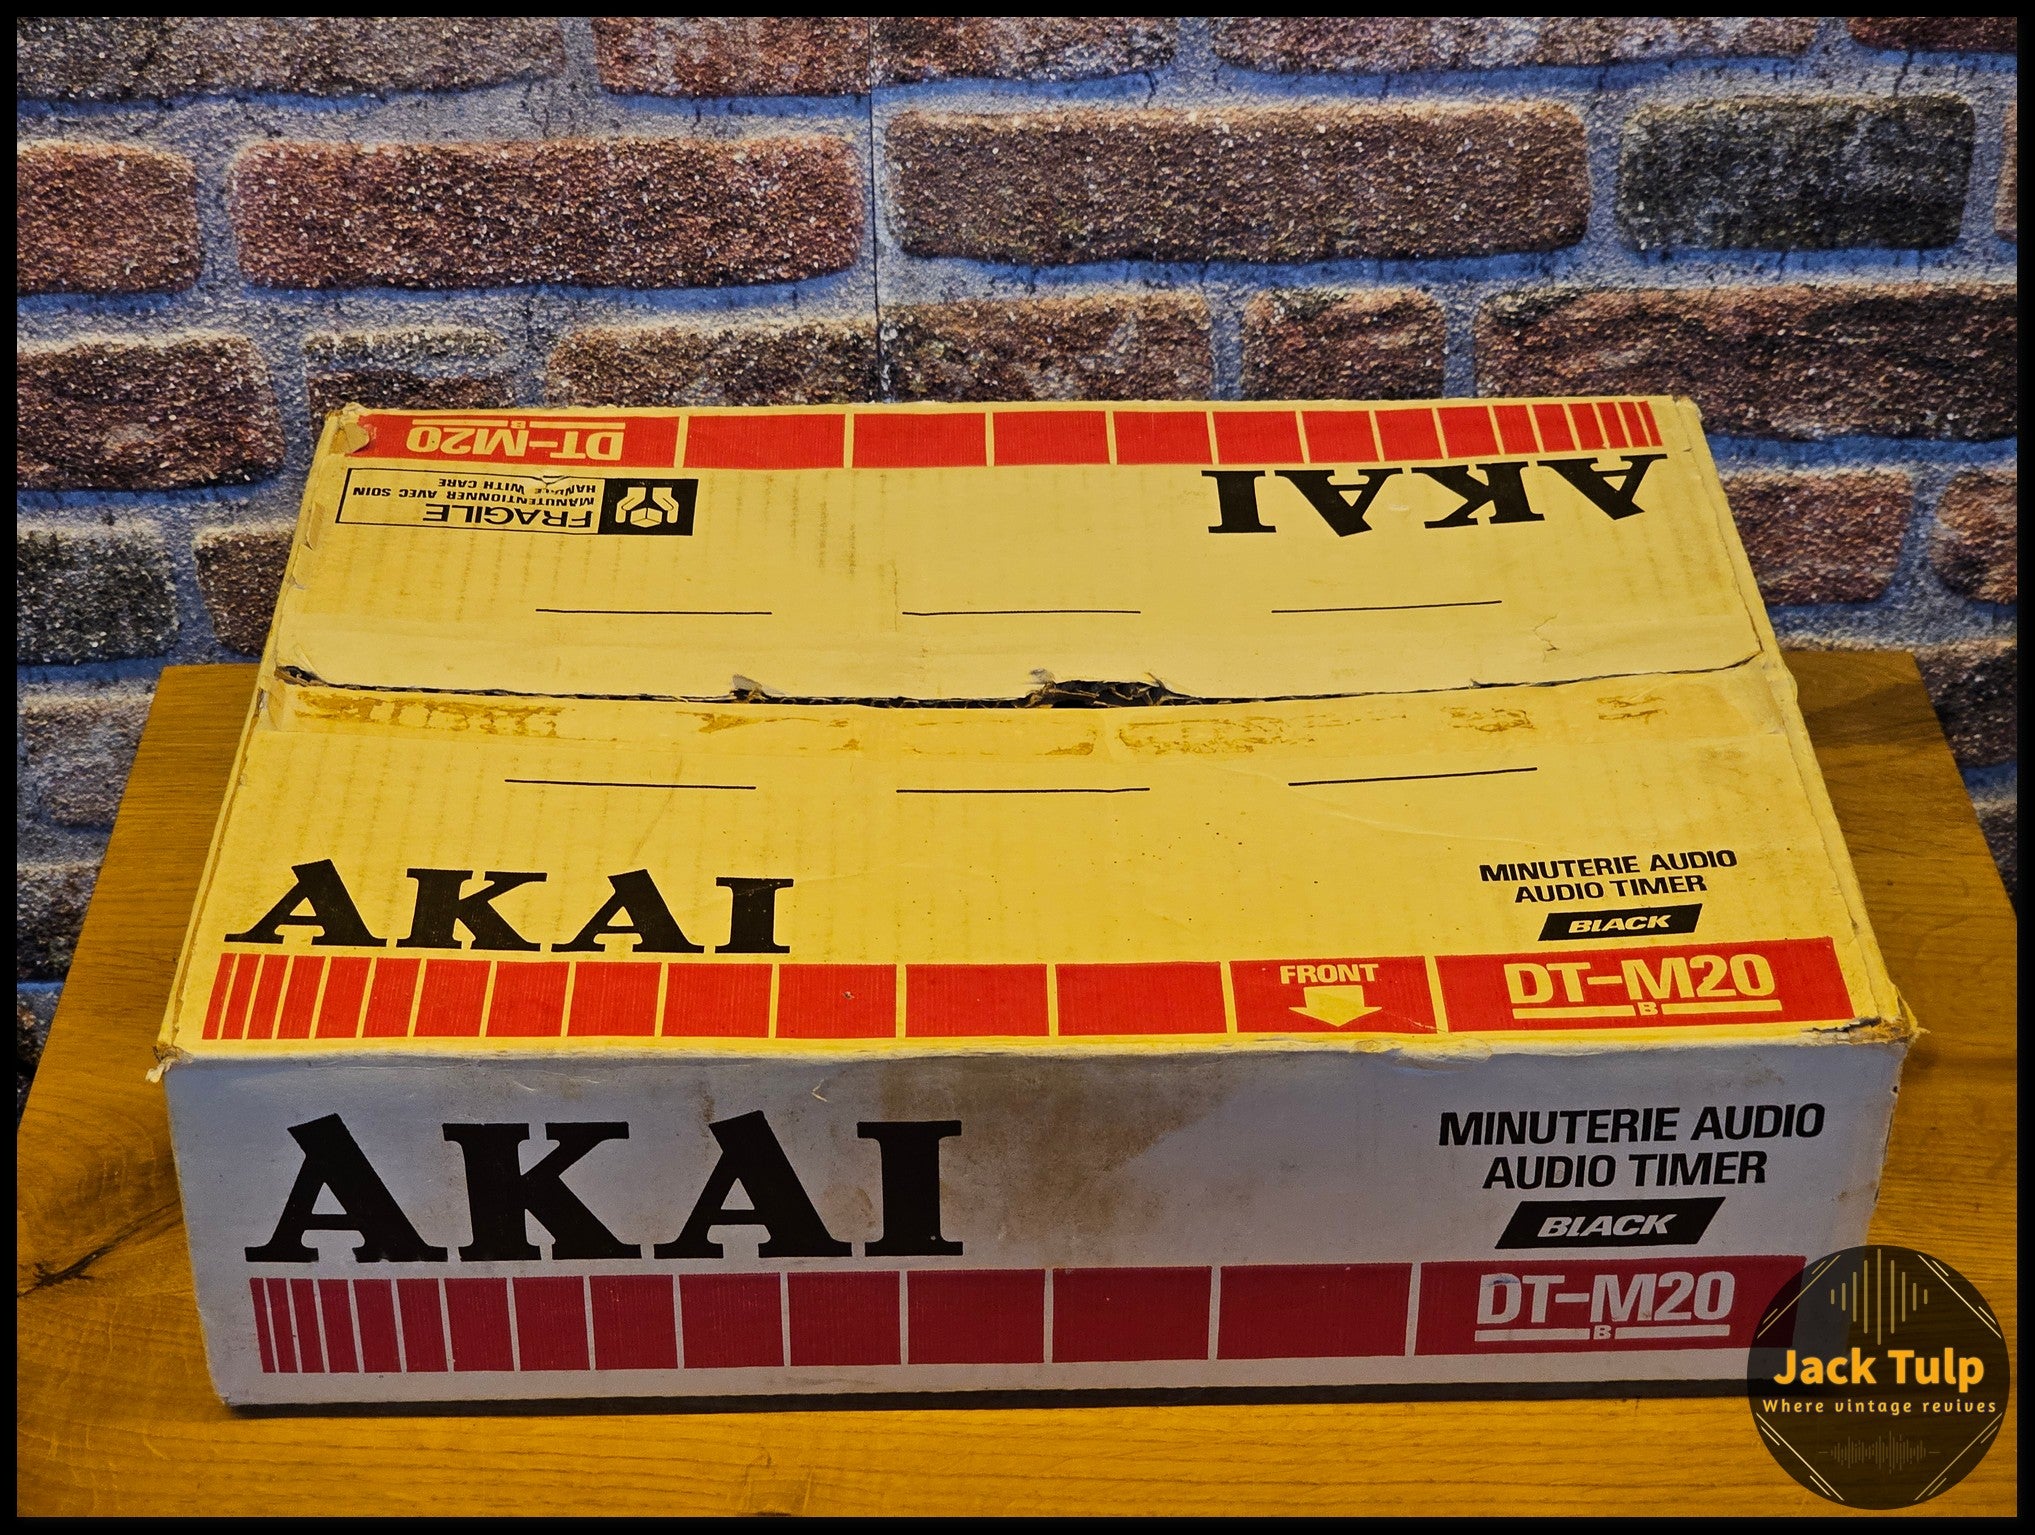 DT-M20
B
AKAI
FRAGILE
MANUTENTIONNER AVEC SOIN
HANDLE WITH CARE
AKAI
MINUTERIE AUDIO
AUDIO TIMER
BLACK
FRONT
DT-M20
B
AKAI
MINUTERIE AUDIO
AUDIO TIMER
BLACK
DT-M20
B
Jack Tulp
Where vintage revives